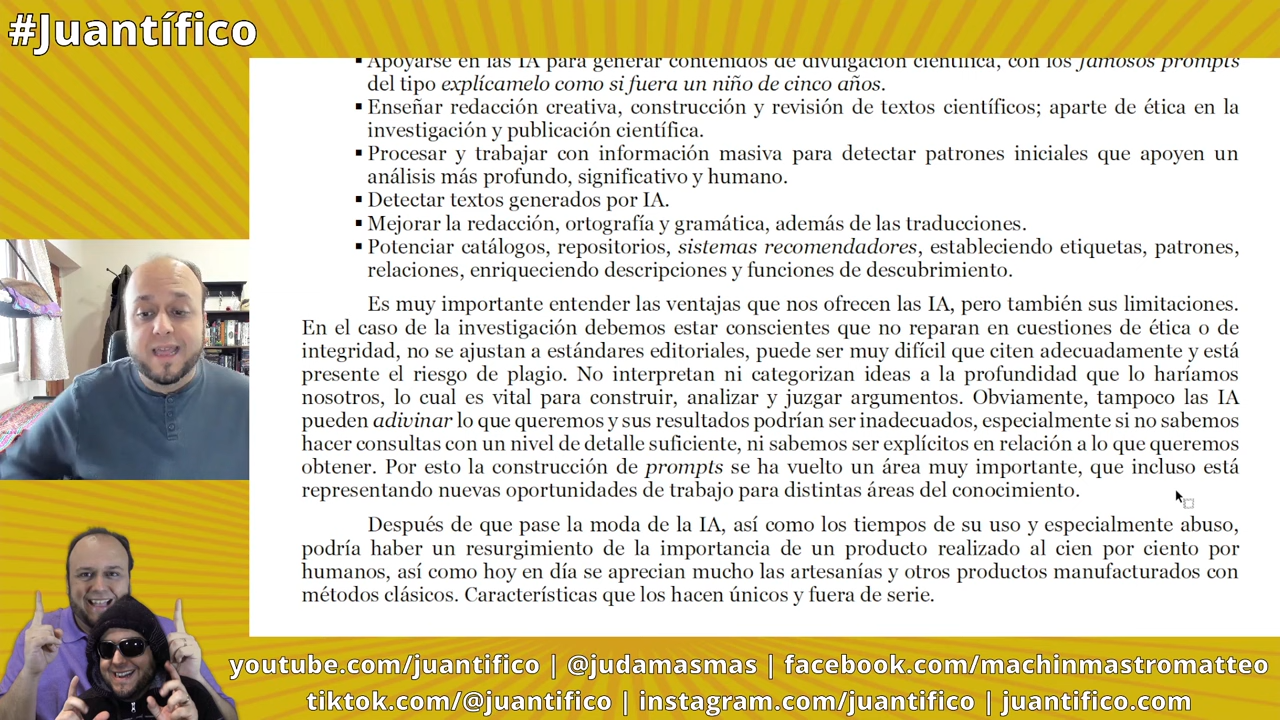 #Juantífico
▪ Apoyarse en las IA para generar contenidos de divulgación científica, con los famosos prompts
del tipo explícamelo como si fuera un niño de cinco años.
▪ Enseñar redacción creativa, construcción y revisión de textos científicos; aparte de ética en la
investigación y publicación científica.
▪ Procesar y trabajar con información masiva para detectar patrones iniciales que apoyen un
análisis más profundo, significativo y humano.
▪ Detectar textos generados por IA.
▪ Mejorar la redacción, ortografía y gramática, además de las traducciones.
▪ Potenciar catálogos, repositorios, sistemas recomendadores, estableciendo etiquetas, patrones,
relaciones, enriqueciendo descripciones y funciones de descubrimiento.
Es muy importante entender las ventajas que nos ofrecen las IA, pero también sus limitaciones.
En el caso de la investigación debemos estar conscientes que no reparan en cuestiones de ética o de
integridad, no se ajustan a estándares editoriales, puede ser muy difícil que citen adecuadamente y está
presente el riesgo de plagio. No interpretan ni categorizan ideas a la profundidad que lo haríamos
nosotros, lo cual es vital para construir, analizar y juzgar argumentos. Obviamente, tampoco las IA
pueden adivinar lo que queremos y sus resultados podrían ser inadecuados, especialmente si no sabemos
hacer consultas con un nivel de detalle suficiente, ni sabemos ser explícitos en relación a lo que queremos
obtener. Por esto la construcción de prompts se ha vuelto un área muy importante, que incluso está
representando nuevas oportunidades de trabajo para distintas áreas del conocimiento.
Después de que pase la moda de la IA, así como los tiempos de su uso y especialmente abuso,
podría haber un resurgimiento de la importancia de un producto realizado al cien por ciento por
humanos, así como hoy en día se aprecian mucho las artesanías y otros productos manufacturados con
métodos clásicos. Características que los hacen únicos y fuera de serie.
youtube.com/juantifico | @judamasmas | facebook.com/machinmastromatteo
tiktok.com/@juantifico | instagram.com/juantifico | juantifico.com